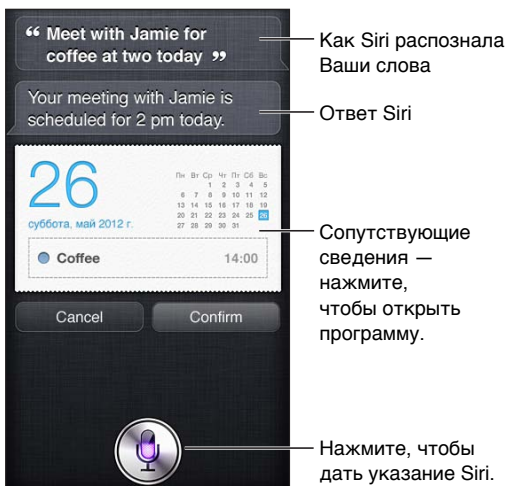 “ Meet with Jamie for
coffee at two today ”
Как Siri распознала
Ваши слова
Your meeting with Jamie is
scheduled for 2 pm today.
Ответ Siri
26
суббота, май 2012 г.
Пн Вт Ср Чт Пт Сб Вс
1 2 3 4 5
6 7 8 9 10 11 12
13 14 15 16 17 18 19
20 21 22 23 24 25 26
27 28 29 30 31
Coffee 14:00
Сопутствующие
сведения —
нажмите,
чтобы открыть
программу.
Cancel
Confirm
Нажмите, чтобы
дать указание Siri.